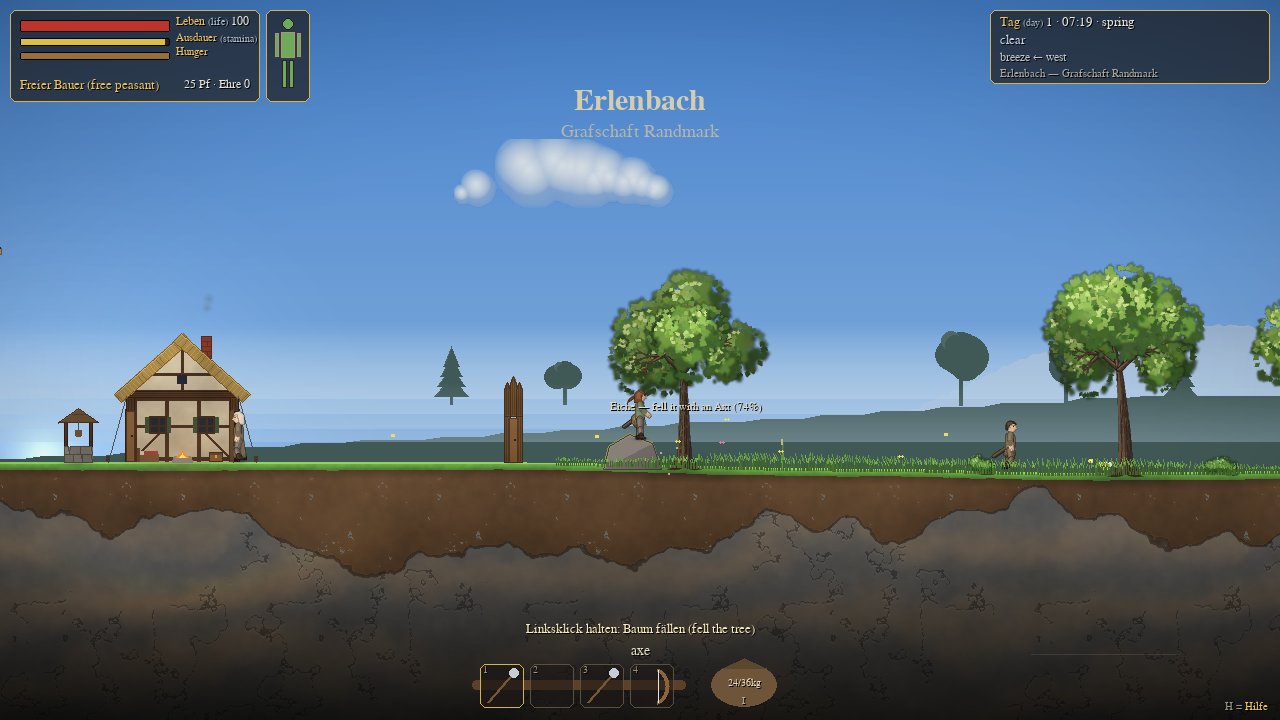 Leben (life) 100
Ausdauer (stamina)
Hunger
Freier Bauer (free peasant) 25 Pf · Ehre 0
Tag (day) 1 · 07:19 · spring
clear
breeze ← west
Erlenbach — Grafschaft Randmark
Erlenbach
Grafschaft Randmark
Eiche — fell it with an Axt (74%)
Linksklick halten: Baum fällen (fell the tree)
axe
1 2 3 4
24/36kg
I
H = Hilfe